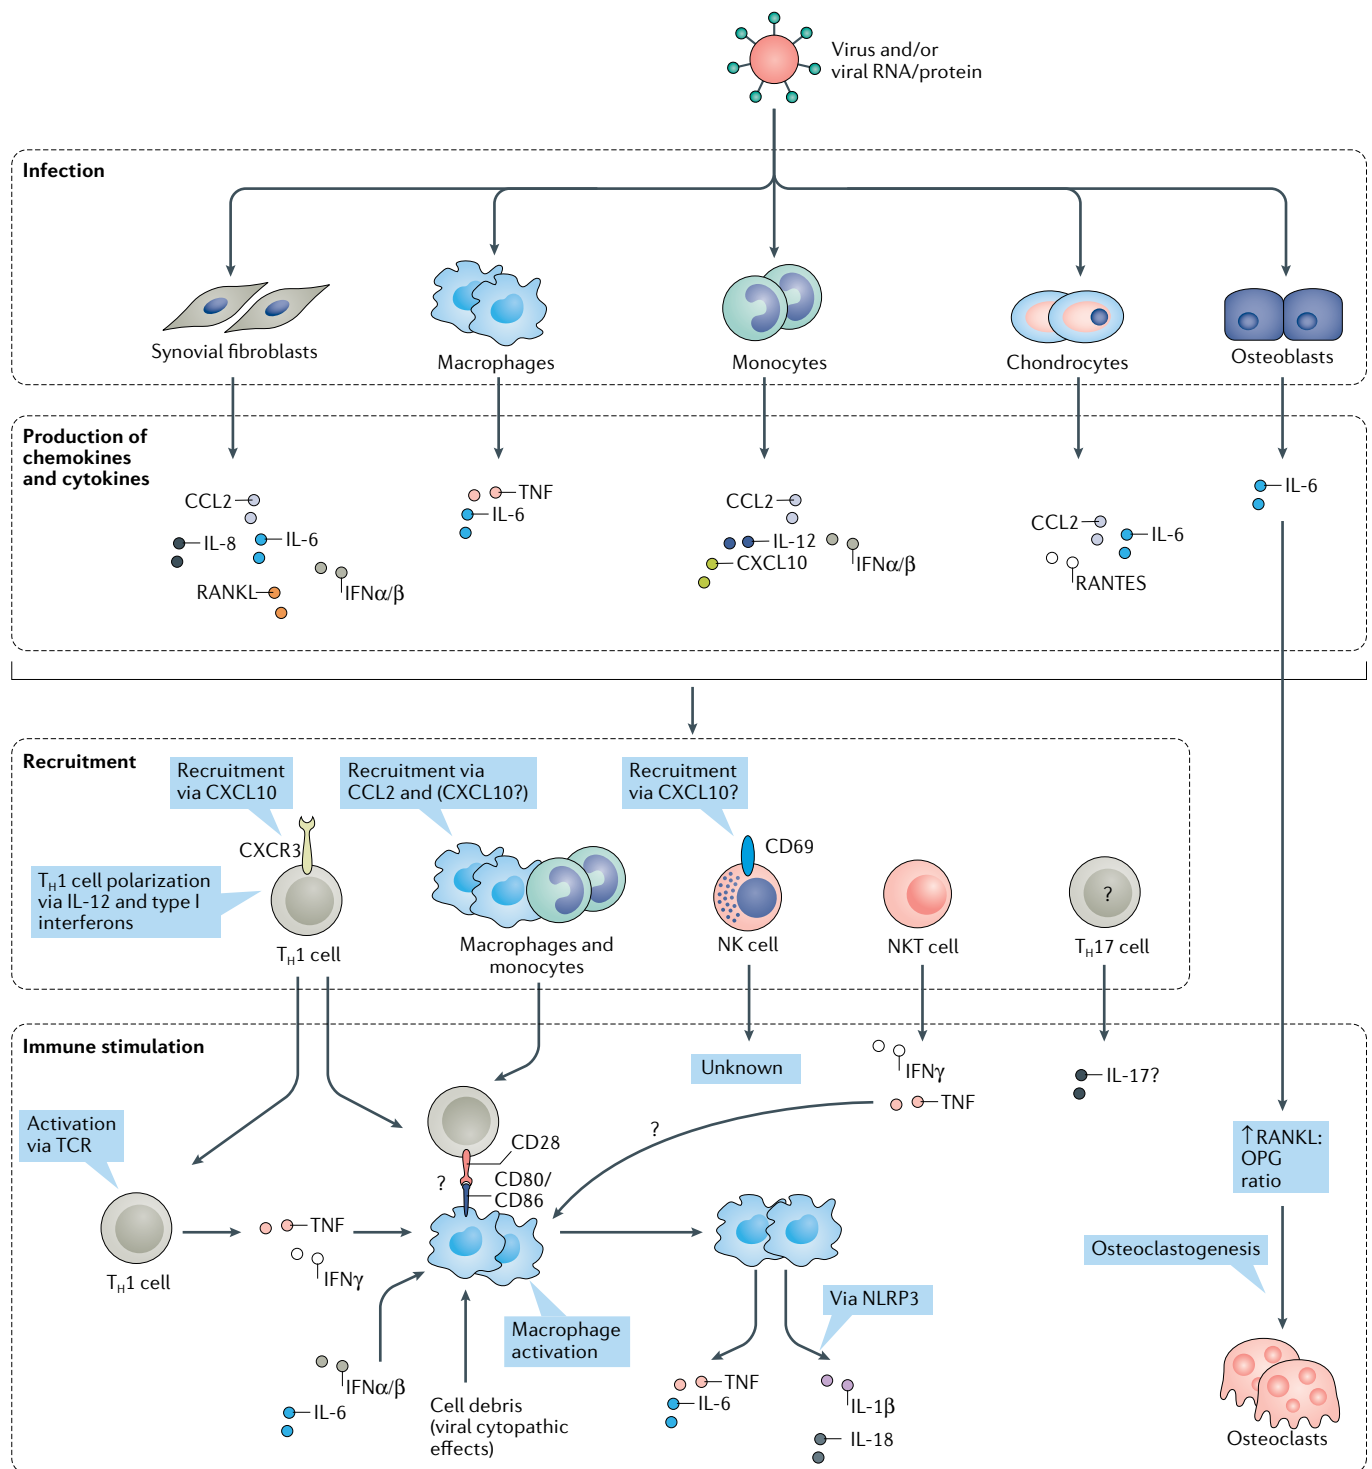 Virus and/or
viral RNA/protein
Infection
Synovial fibroblasts
Macrophages
Monocytes
Chondrocytes
Osteoblasts
Production of
chemokines
and cytokines
CCL2
IL-8
IL-6
RANKL
IFNα/β
TNF
IL-6
CCL2
IL-12
CXCL10
IFNα/β
CCL2
IL-6
RANTES
IL-6
Recruitment
Recruitment
via CXCL10
Recruitment via
CCL2 and (CXCL10?)
Recruitment
via CXCL10?
CXCR3
CD69
TH1 cell polarization
via IL-12 and type I
interferons
?
TH1 cell
Macrophages and
monocytes
NK cell
NKT cell
TH17 cell
Immune stimulation
Unknown
IFNγ
TNF
IL-17?
Activation
via TCR
?
CD28
?
CD80/
CD86
↑RANKL:
OPG
ratio
TH1 cell
TNF
IFNγ
Osteoclastogenesis
Via NLRP3
Macrophage
activation
IFNα/β
IL-6
Cell debris
(viral cytopathic
effects)
TNF
IL-6
IL-1β
IL-18
Osteoclasts